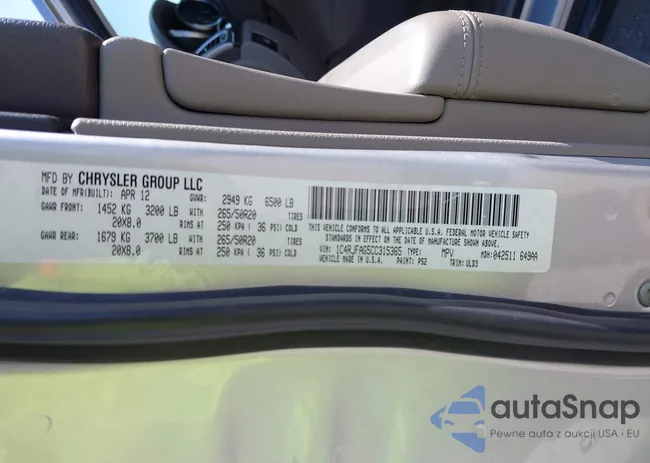 MFD BY CHRYSLER GROUP LLC
DATE OF MFR(BUILT): APR 12 GVWR: 2949 KG 6500 LB
GAWR FRONT: 1452 KG 3200 LB WITH 265/50R20 TIRES
20X8.0 RIMS AT 250 KPA ( 36 PSI) COLD
GAWR REAR: 1679 KG 3700 LB WITH 265/50R20 TIRES
20X8.0 RIMS AT 250 KPA ( 36 PSI) COLD
THIS VEHICLE CONFORMS TO ALL APPLICABLE U.S.A. FEDERAL MOTOR VEHICLE SAFETY
STANDARDS IN EFFECT ON THE DATE OF MANUFACTURE SHOWN ABOVE.
VIN: 1C4RJFAG5CC315365 TYPE: MPV MDH: 042511 649AA
VEHICLE MADE IN U.S.A. PAINT: PS2 TRIM: ULD3
autaSnap
Pewne auta z aukcji USA i EU